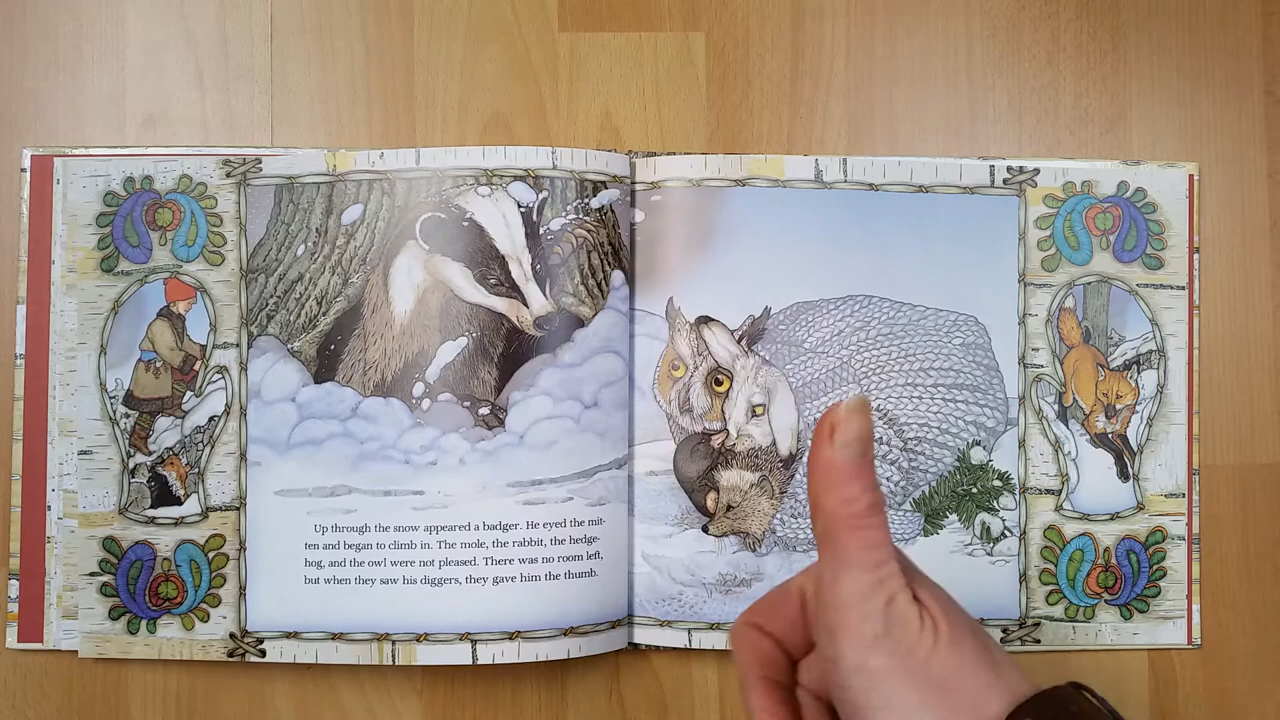 Up through the snow appeared a badger. He eyed the mit-
ten and began to climb in. The mole, the rabbit, the hedge-
hog, and the owl were not pleased. There was no room left,
but when they saw his diggers, they gave him the thumb.